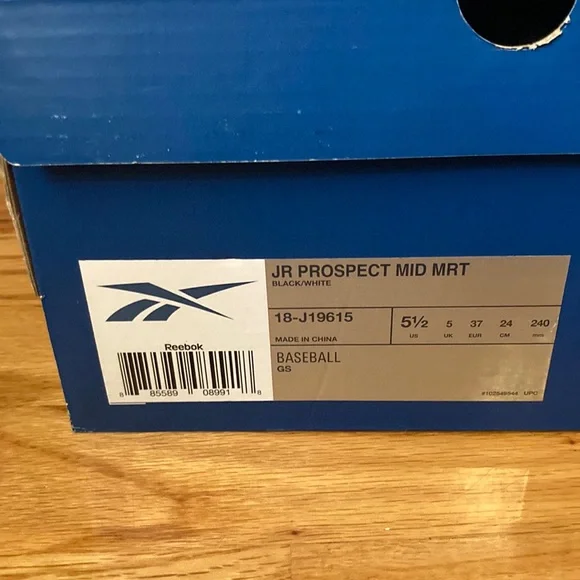 JR PROSPECT MID MRT
BLACK/WHITE
18-J19615
MADE IN CHINA
5½ 5 37 24 240
US UK EUR CM mm
Reebok
BASEBALL
GS
8 85589 08991 8
UPC